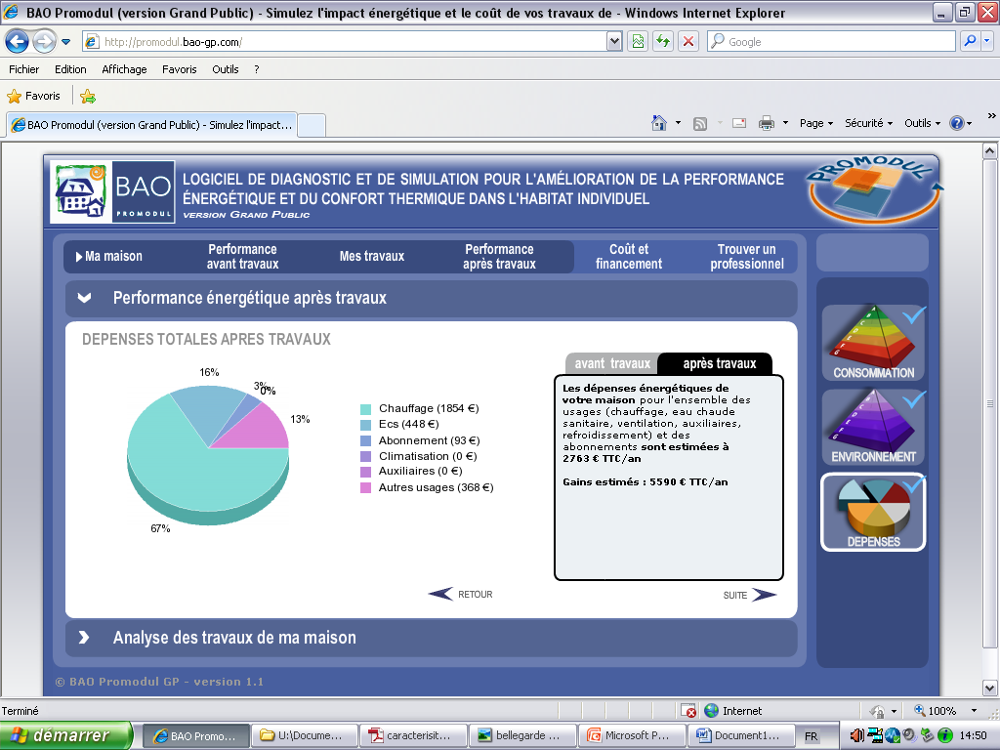 BAO Promodul (version Grand Public) - Simulez l'impact énergétique et le coût de vos travaux de - Windows Internet Explorer
http://promodul.bao-gp.com/
Google
Fichier Edition Affichage Favoris Outils ?
Favoris
BAO Promodul (version Grand Public) - Simulez l'impact...
Page Sécurité Outils
BAO
PROMODUL
LOGICIEL DE DIAGNOSTIC ET DE SIMULATION POUR L'AMÉLIORATION DE LA PERFORMANCE
ÉNERGÉTIQUE ET DU CONFORT THERMIQUE DANS L'HABITAT INDIVIDUEL
VERSION GRAND PUBLIC
PROMODUL
Ma maison
Performance
avant travaux
Mes travaux
Performance
après travaux
Coût et
financement
Trouver un
professionnel
Performance énergétique après travaux
DEPENSES TOTALES APRES TRAVAUX
16%
3%
0%
13%
67%
Chauffage (1854 €)
Ecs (448 €)
Abonnement (93 €)
Climatisation (0 €)
Auxiliaires (0 €)
Autres usages (368 €)
avant travaux
après travaux
Les dépenses énergétiques de
votre maison pour l'ensemble des
usages (chauffage, eau chaude
sanitaire, ventilation, auxiliaires,
refroidissement) et des
abonnements sont estimées à
2763 € TTC/an
Gains estimés : 5590 € TTC/an
RETOUR
SUITE
CONSOMMATION
ENVIRONNEMENT
DEPENSES
Analyse des travaux de ma maison
© BAO Promodul GP - version 1.1
Terminé
Internet
100%
démarrer
BAO Promo...
U:\Docume...
caracterisit...
bellegarde ...
Microsoft P...
Document1...
FR
14:50